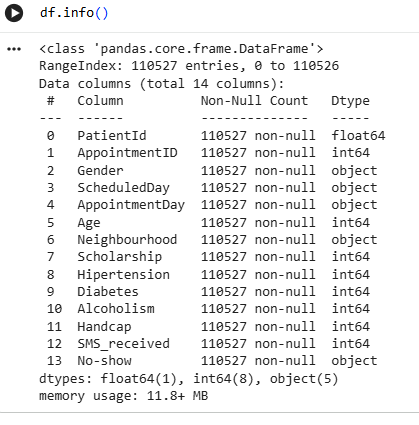 df.info()
<class 'pandas.core.frame.DataFrame'>
RangeIndex: 110527 entries, 0 to 110526
Data columns (total 14 columns):
 #   Column          Non-Null Count   Dtype
---  ------          --------------   -----
 0   PatientId       110527 non-null  float64
 1   AppointmentID   110527 non-null  int64
 2   Gender          110527 non-null  object
 3   ScheduledDay    110527 non-null  object
 4   AppointmentDay  110527 non-null  object
 5   Age             110527 non-null  int64
 6   Neighbourhood   110527 non-null  object
 7   Scholarship     110527 non-null  int64
 8   Hipertension    110527 non-null  int64
 9   Diabetes        110527 non-null  int64
 10  Alcoholism      110527 non-null  int64
 11  Handcap         110527 non-null  int64
 12  SMS_received    110527 non-null  int64
 13  No-show         110527 non-null  object
dtypes: float64(1), int64(8), object(5)
memory usage: 11.8+ MB